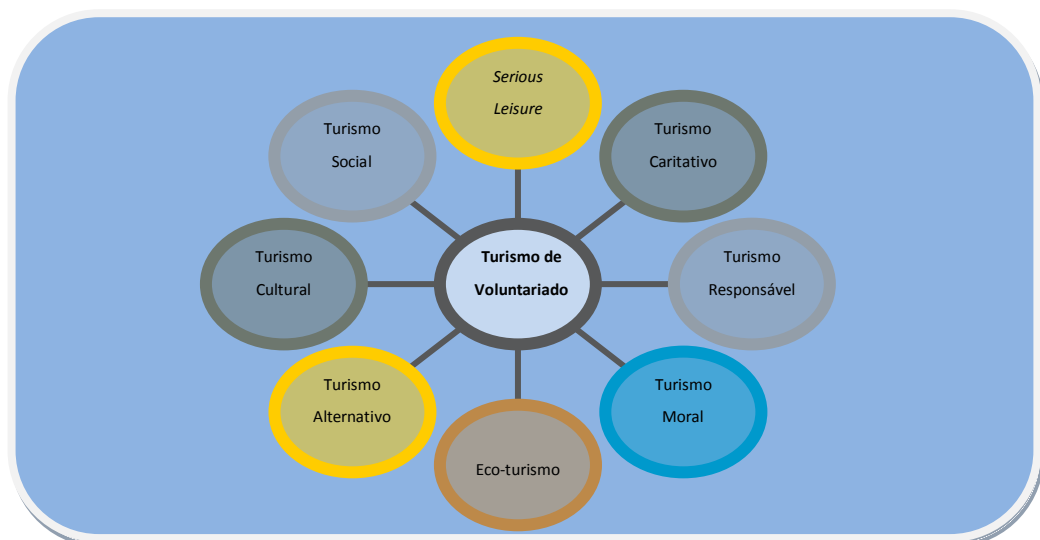 Serious
Leisure
Turismo
Caritativo
Turismo
Responsável
Turismo
Moral
Eco-turismo
Turismo
Alternativo
Turismo
Cultural
Turismo
Social
Turismo de
Voluntariado